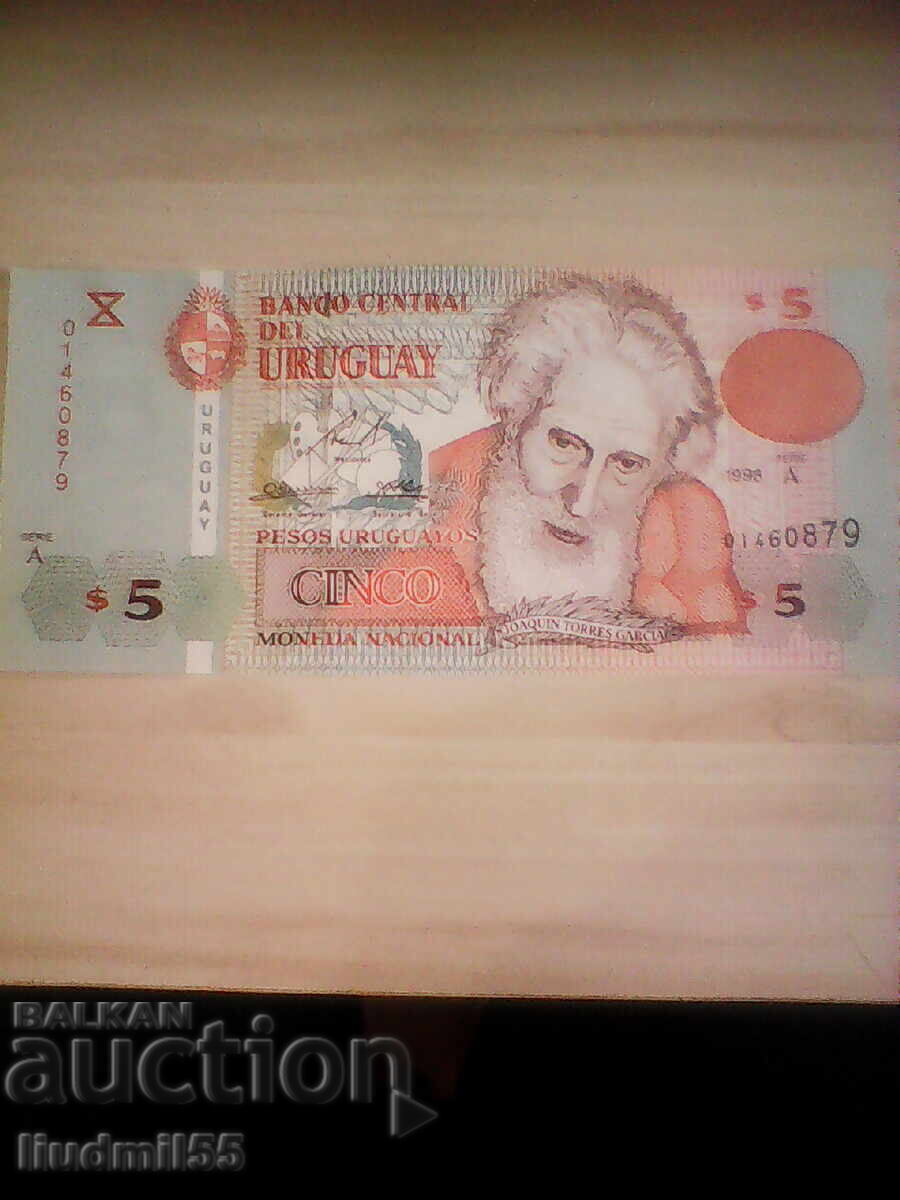 BANCO CENTRAL
DEL
URUGUAY
$ 5
01460879
URUGUAY
1998
SERIE
A
01460879
SERIE
A
PESOS URUGUAYOS
CINCO
MONEDA NACIONAL
$ 5
$ 5
JOAQUIN TORRES GARCIA
BALKAN
auction
liudmil55